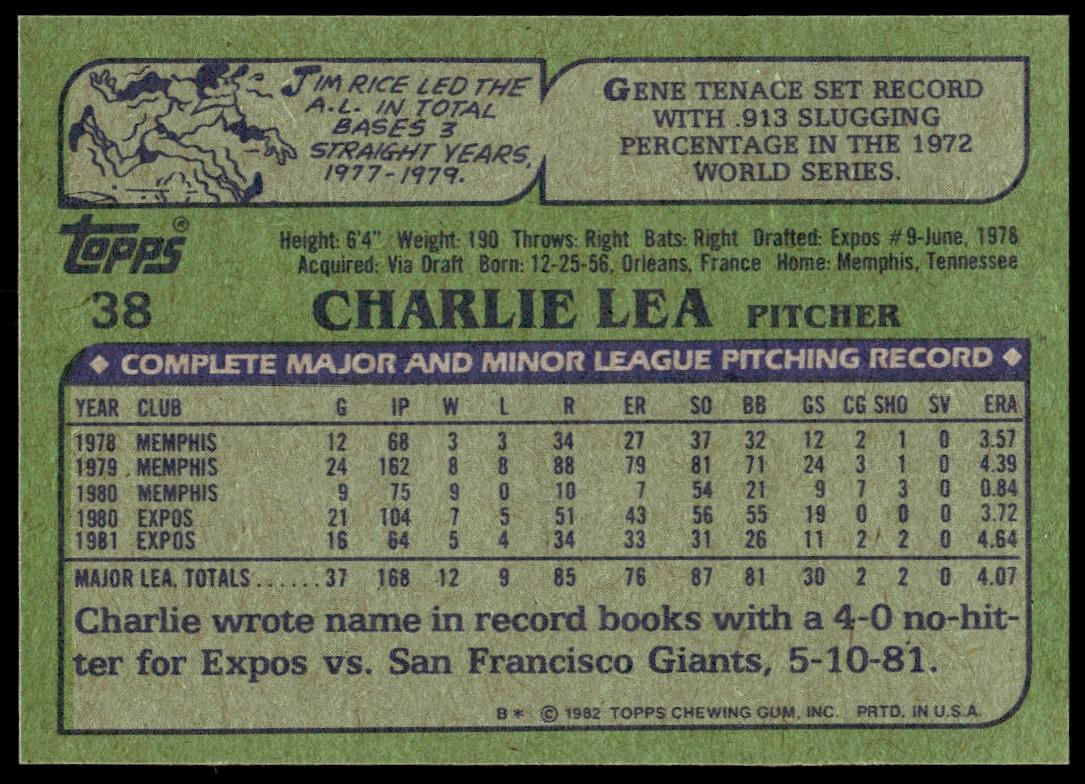 JIM RICE LED THE
A.L. IN TOTAL
BASES 3
STRAIGHT YEARS,
1977-1979.
GENE TENACE SET RECORD
WITH .913 SLUGGING
PERCENTAGE IN THE 1972
WORLD SERIES.
topps®
Height: 6'4" Weight: 190 Throws: Right Bats: Right Drafted: Expos #9-June, 1978
Acquired: Via Draft Born: 12-25-56, Orleans, France Home: Memphis, Tennessee
38 CHARLIE LEA PITCHER
◆ COMPLETE MAJOR AND MINOR LEAGUE PITCHING RECORD ◆
YEAR CLUB G IP W L R ER SO BB GS CG SHO SV ERA
1978 MEMPHIS 12 68 3 3 34 27 37 32 12 2 1 0 3.57
1979 MEMPHIS 24 162 8 8 88 79 81 71 24 3 1 0 4.39
1980 MEMPHIS 9 75 9 0 10 7 54 21 9 7 3 0 0.84
1980 EXPOS 21 104 7 5 51 43 56 55 19 0 0 0 3.72
1981 EXPOS 16 64 5 4 34 33 31 26 11 2 2 0 4.64
MAJOR LEA. TOTALS......37 168 12 9 85 76 87 81 30 2 2 0 4.07
Charlie wrote name in record books with a 4-0 no-hit-
ter for Expos vs. San Francisco Giants, 5-10-81.
B* © 1982 TOPPS CHEWING GUM, INC. PRTD. IN U.S.A.